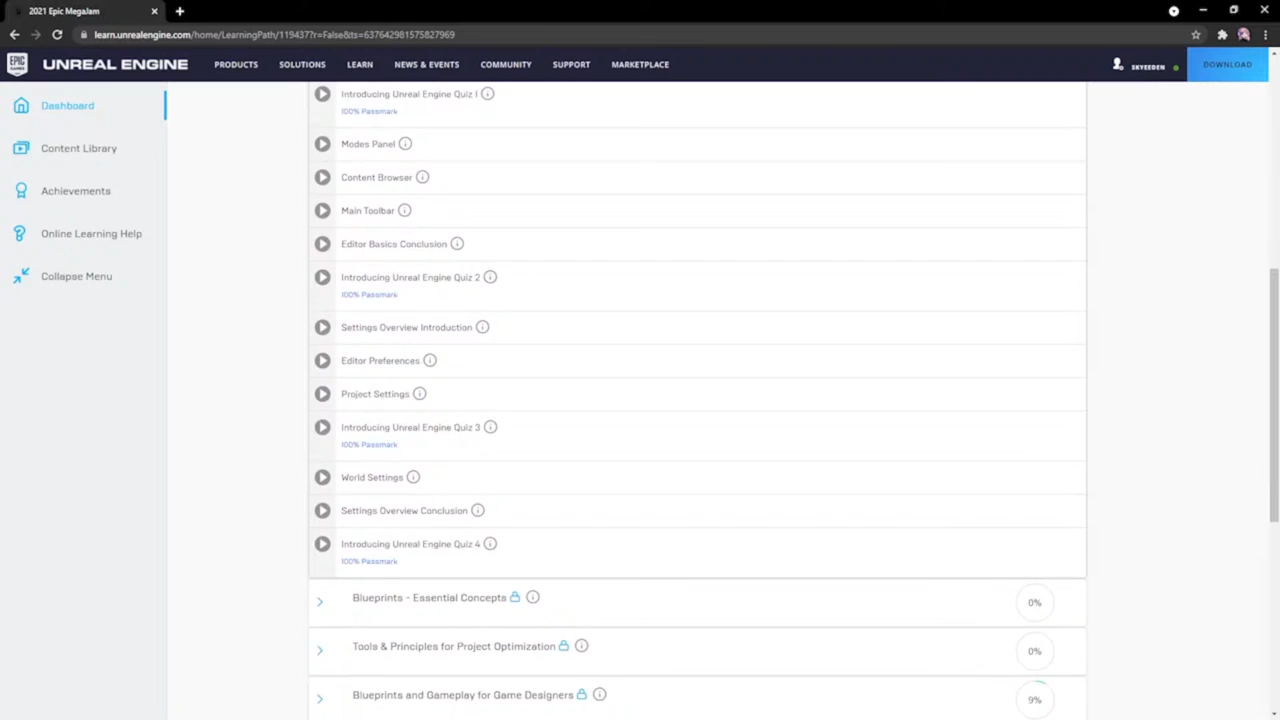 2021 Epic MegaJam
learn.unrealengine.com/home/LearningPath/119437?r=False&ts=637642981575827969
EPIC GAMES
UNREAL ENGINE
PRODUCTS
SOLUTIONS
LEARN
NEWS & EVENTS
COMMUNITY
SUPPORT
MARKETPLACE
SKYEEDEN
DOWNLOAD
Dashboard
Content Library
Achievements
Online Learning Help
Collapse Menu
Introducing Unreal Engine Quiz 1
100% Passmark
Modes Panel
Content Browser
Main Toolbar
Editor Basics Conclusion
Introducing Unreal Engine Quiz 2
100% Passmark
Settings Overview Introduction
Editor Preferences
Project Settings
Introducing Unreal Engine Quiz 3
100% Passmark
World Settings
Settings Overview Conclusion
Introducing Unreal Engine Quiz 4
100% Passmark
Blueprints - Essential Concepts
0%
Tools & Principles for Project Optimization
0%
Blueprints and Gameplay for Game Designers
9%